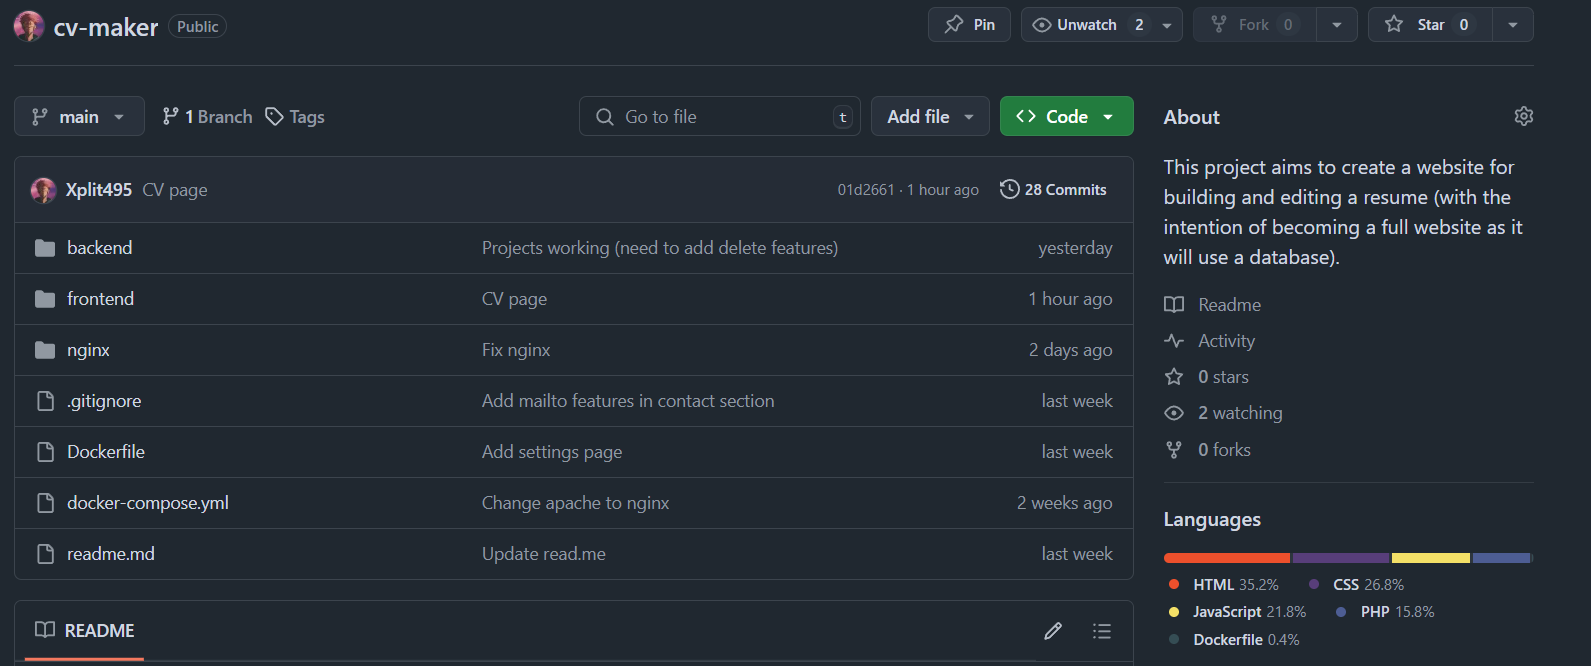 cv-maker Public Pin Unwatch 2 Fork 0 Star 0
main 1 Branch Tags Go to file t Add file Code
Xplit495 CV page 01d2661 · 1 hour ago 28 Commits
backend Projects working (need to add delete features) yesterday
frontend CV page 1 hour ago
nginx Fix nginx 2 days ago
.gitignore Add mailto features in contact section last week
Dockerfile Add settings page last week
docker-compose.yml Change apache to nginx 2 weeks ago
readme.md Update read.me last week
README
About
This project aims to create a website for
building and editing a resume (with the
intention of becoming a full website as it
will use a database).
Readme
Activity
0 stars
2 watching
0 forks
Languages
HTML 35.2% CSS 26.8%
JavaScript 21.8% PHP 15.8%
Dockerfile 0.4%